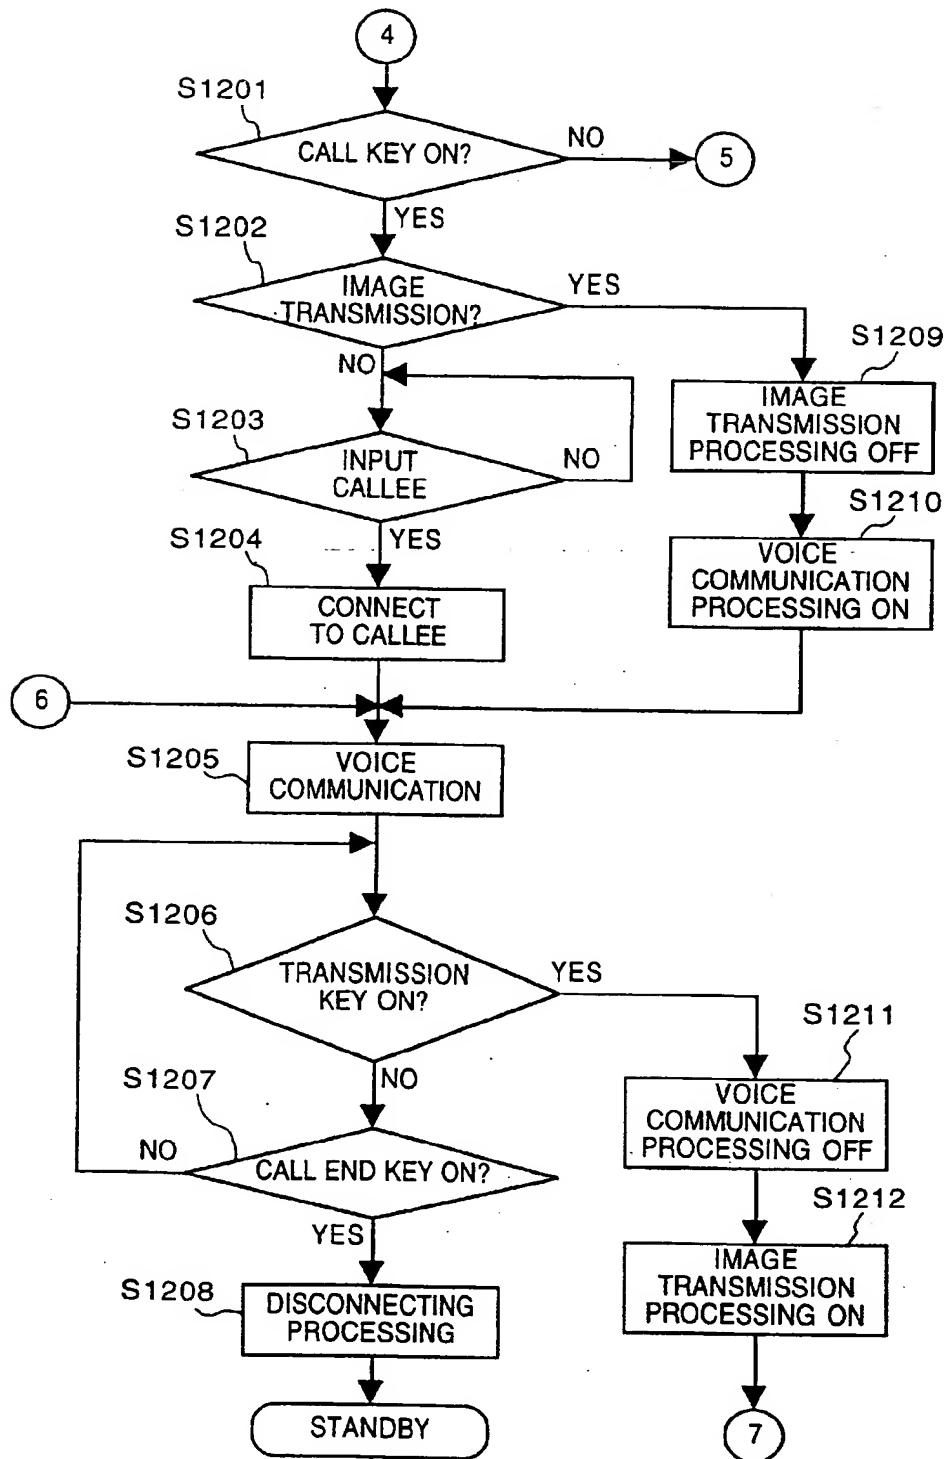 4
S1201
CALL KEY ON?
NO
5
YES
S1202
IMAGE
TRANSMISSION?
YES
NO
S1209
IMAGE
TRANSMISSION
PROCESSING OFF
S1203
INPUT
CALLEE
NO
YES
S1210
VOICE
COMMUNICATION
PROCESSING ON
S1204
CONNECT
TO CALLEE
6
S1205
VOICE
COMMUNICATION
S1206
TRANSMISSION
KEY ON?
YES
NO
S1211
VOICE
COMMUNICATION
PROCESSING OFF
S1207
CALL END KEY ON?
NO
YES
S1212
IMAGE
TRANSMISSION
PROCESSING ON
S1208
DISCONNECTING
PROCESSING
STANDBY
7